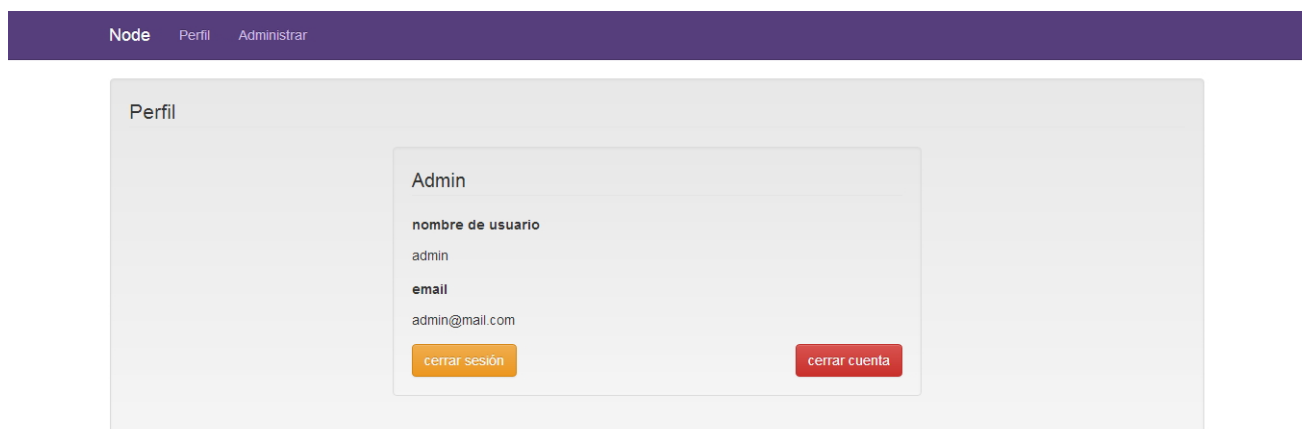 Node Perfil Administrar
Perfil
Admin
nombre de usuario
admin
email
admin@mail.com
cerrar sesión cerrar cuenta